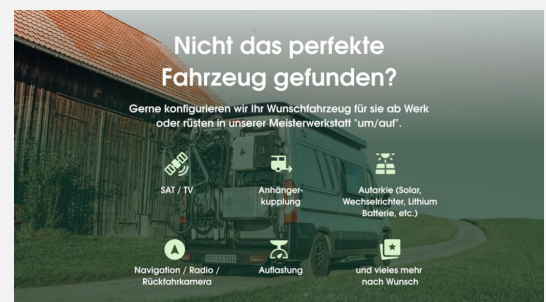 Nicht das perfekte
Fahrzeug gefunden?
Gerne konfigurieren wir Ihr Wunschfahrzeug für sie ab Werk
oder rüsten in unserer Meisterwerkstatt "um/auf".
SAT / TV
Anhänger-
kupplung
Autarkie (Solar,
Wechselrichter, Lithium
Batterie, etc.)
Navigation / Radio /
Rückfahrkamera
Auflastung
und vieles mehr
nach Wunsch